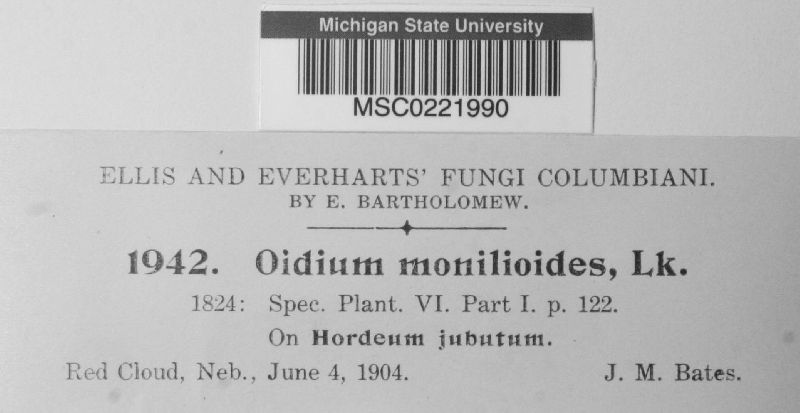 Michigan State University
MSC0221990
ELLIS AND EVERHARTS' FUNGI COLUMBIANI.
BY E. BARTHOLOMEW.
1942. Oidium monilioides, Lk.
1824: Spec. Plant. VI. Part I. p. 122.
On Hordeum jubutum.
Red Cloud, Neb., June 4, 1904. J. M. Bates.